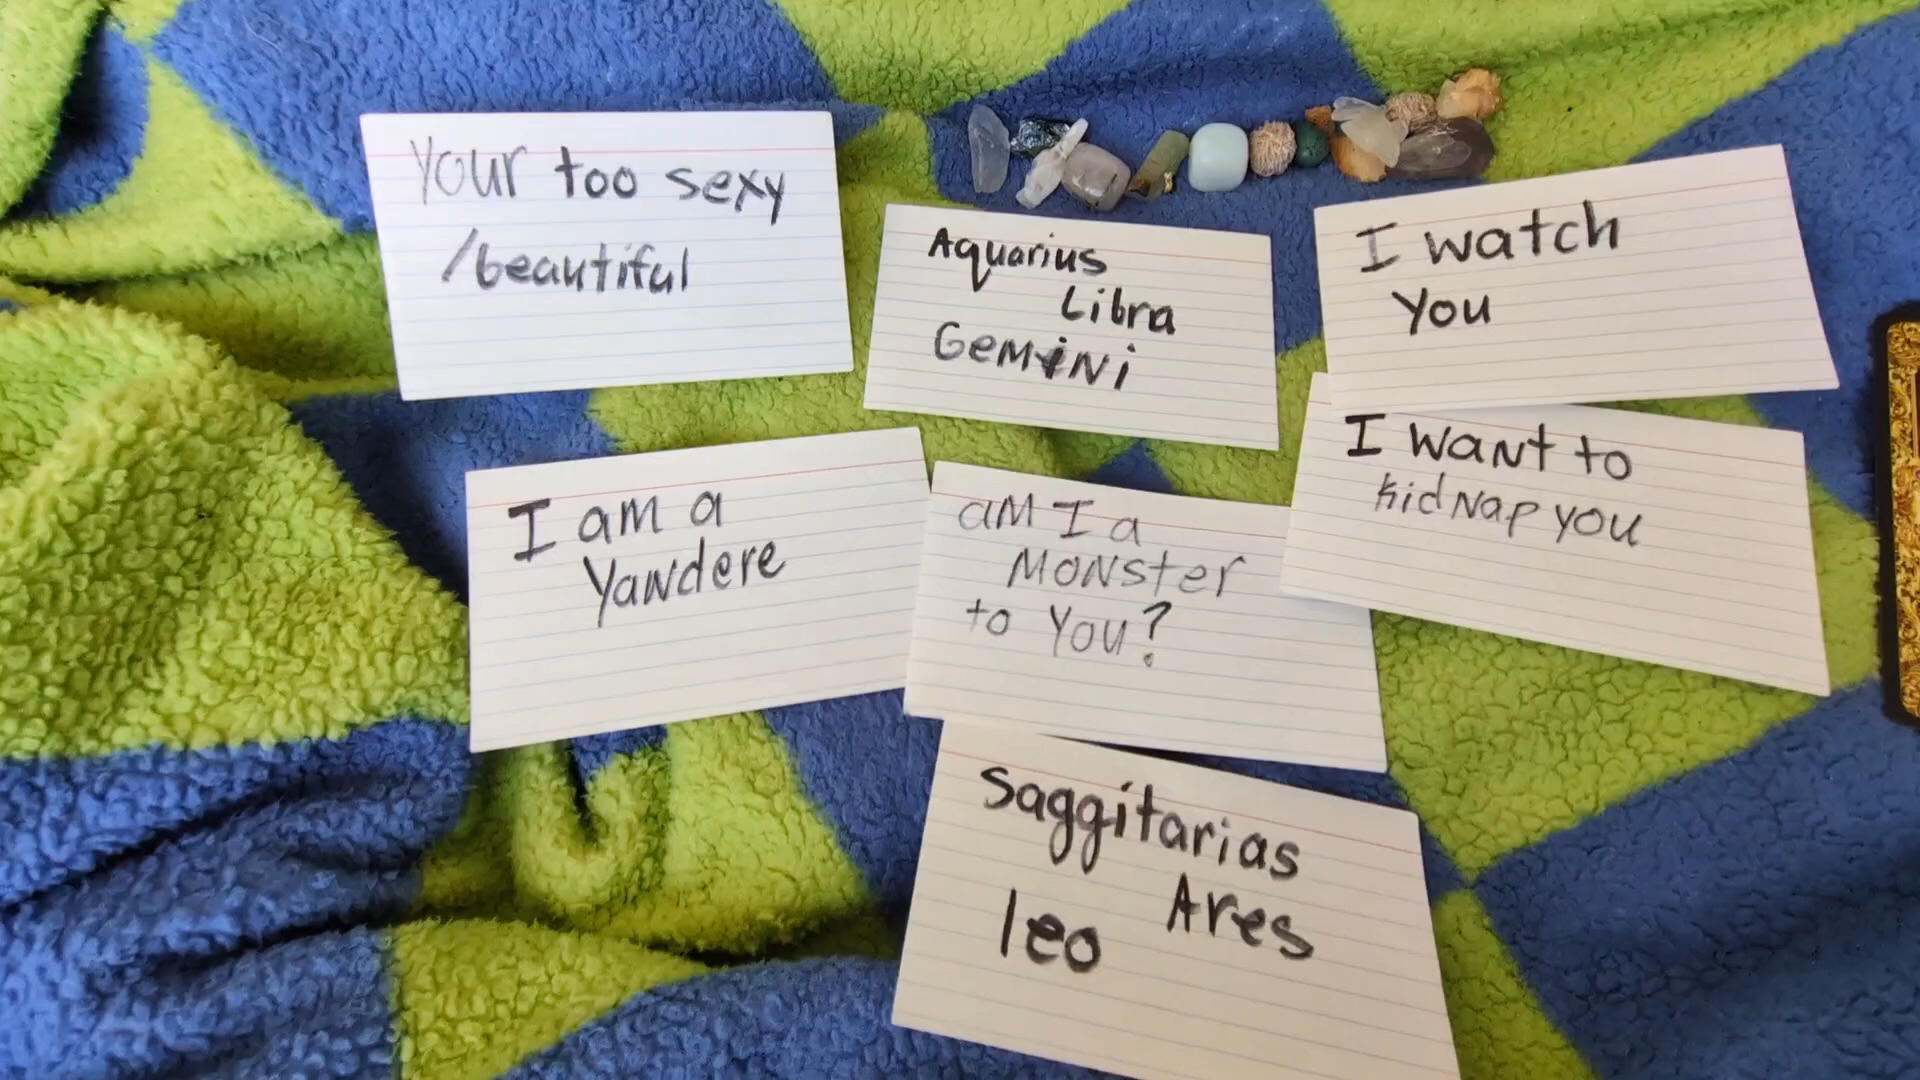 Your too sexy
/beautiful
Aquarius
Libra
Gemini
I watch
You
I want to
kidnap you
I am a
Yandere
am I a
Monster
to You?
Saggitarias
Ares
leo